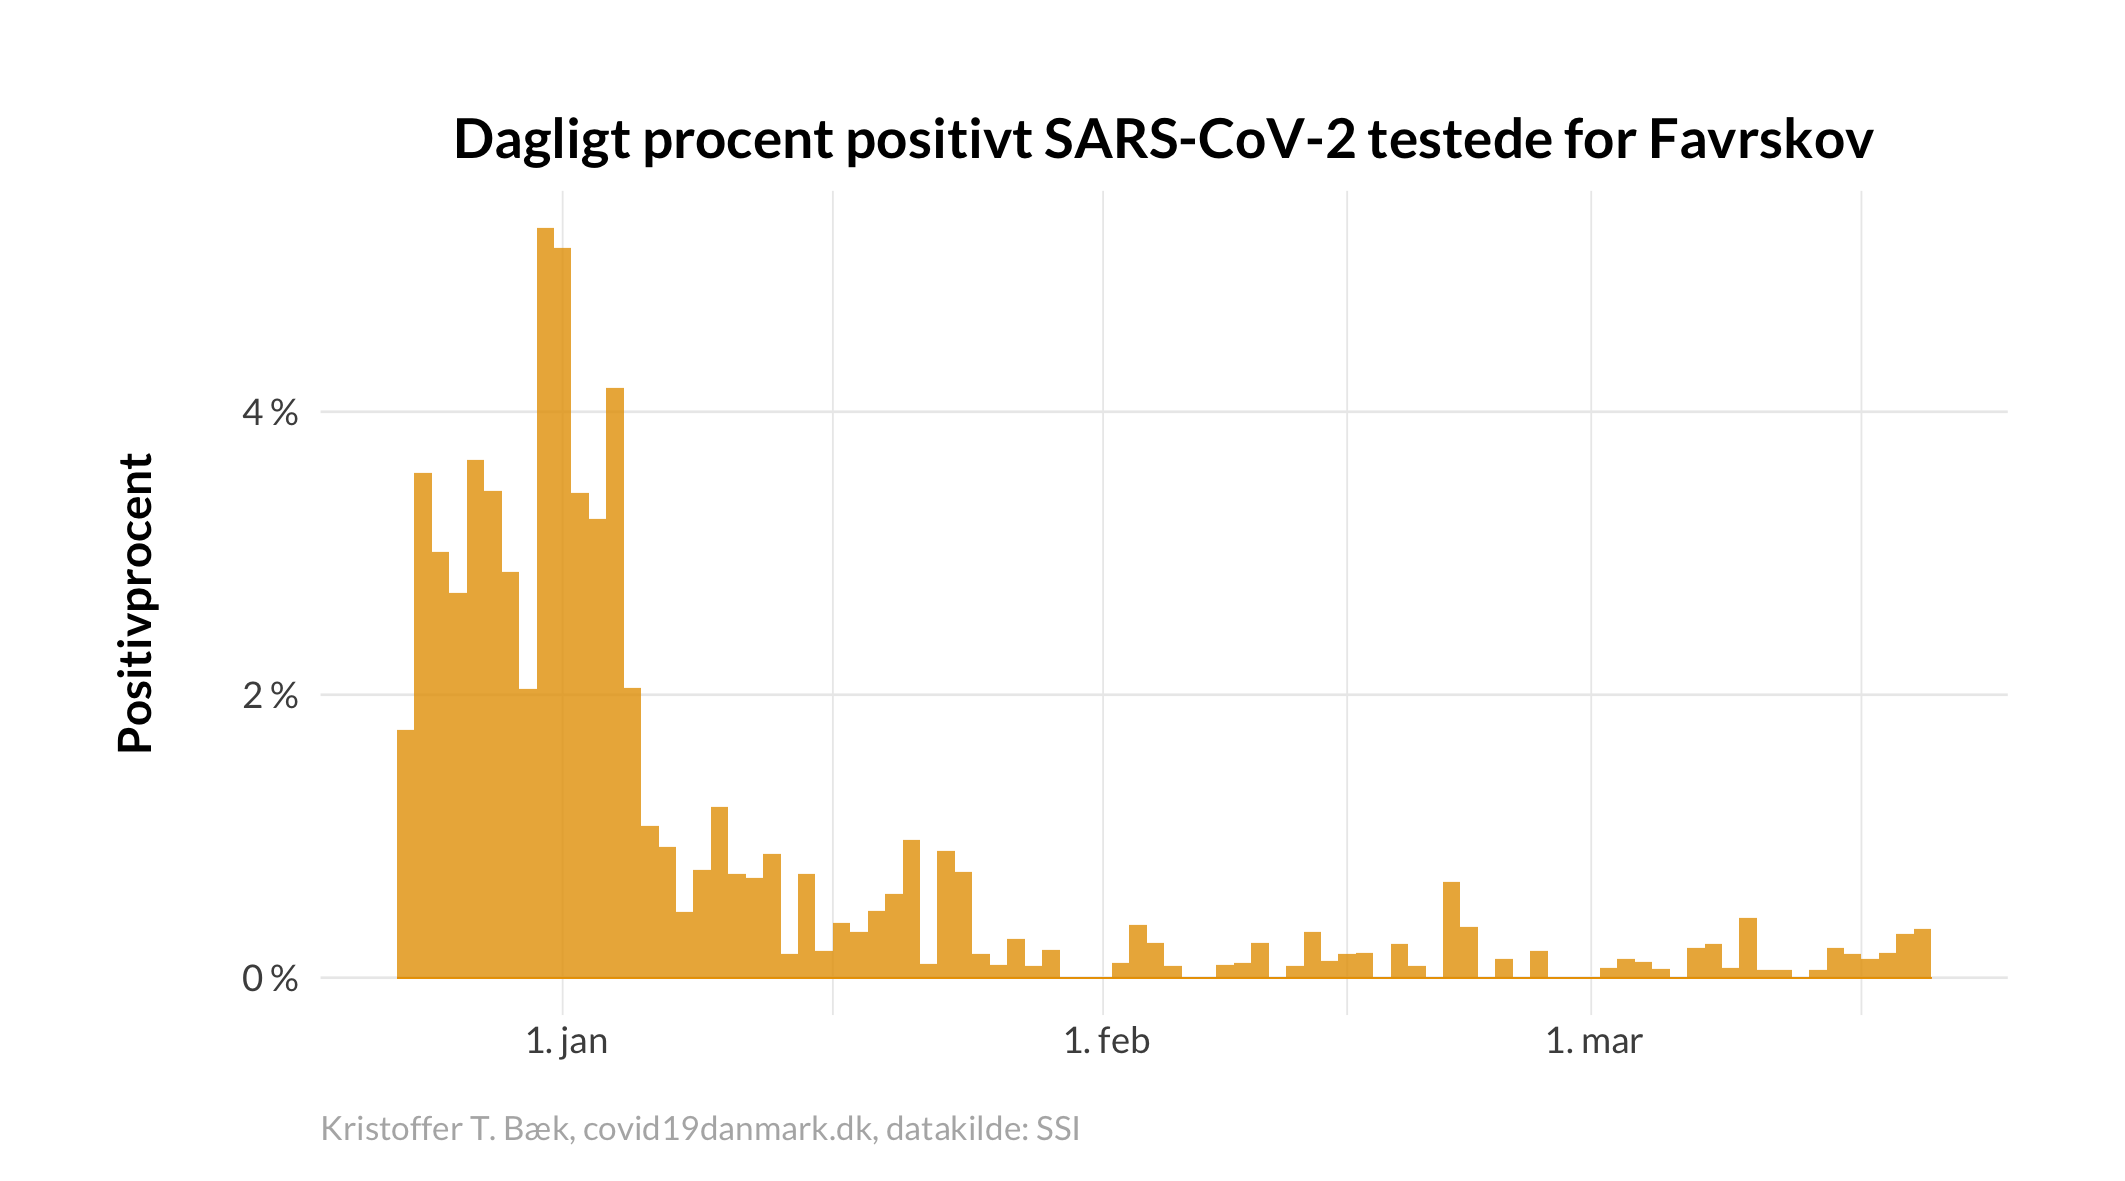 Dagligt procent positivt SARS-CoV-2 testede for Favrskov
Positivprocent
4 %
2 %
0 %
1. jan
1. feb
1. mar
Kristoffer T. Bæk, covid19danmark.dk, datakilde: SSI